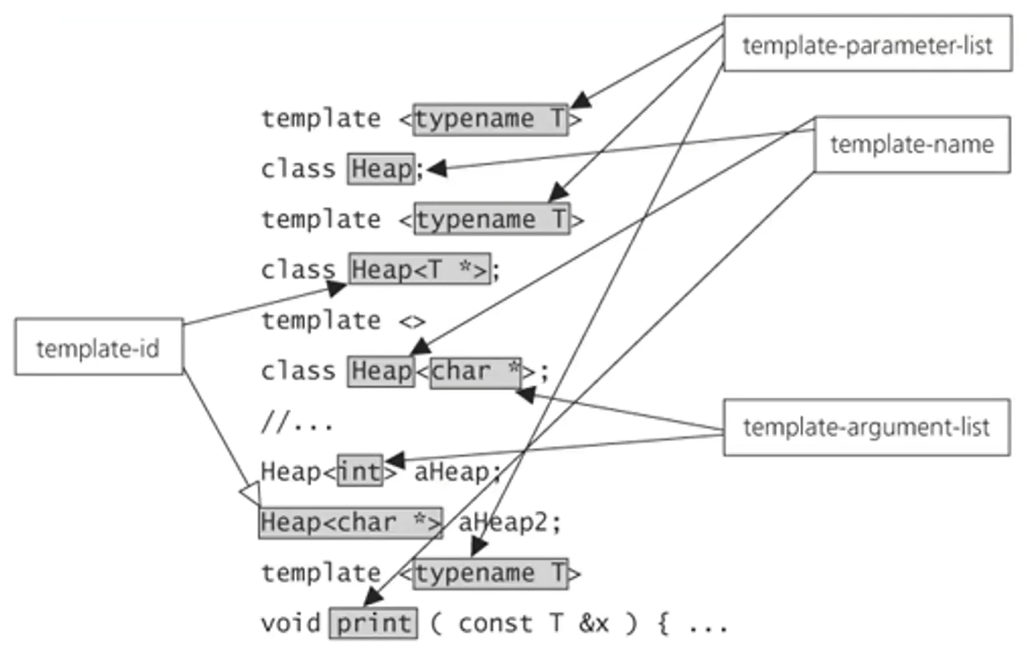 template-parameter-list
template <typename T>
template-name
class Heap;
template <typename T>
class Heap<T *>;
template <>
template-id
class Heap<char *>;
//...
template-argument-list
Heap<int> aHeap;
Heap<char *> aHeap2;
template <typename T>
void print ( const T &x ) { ...